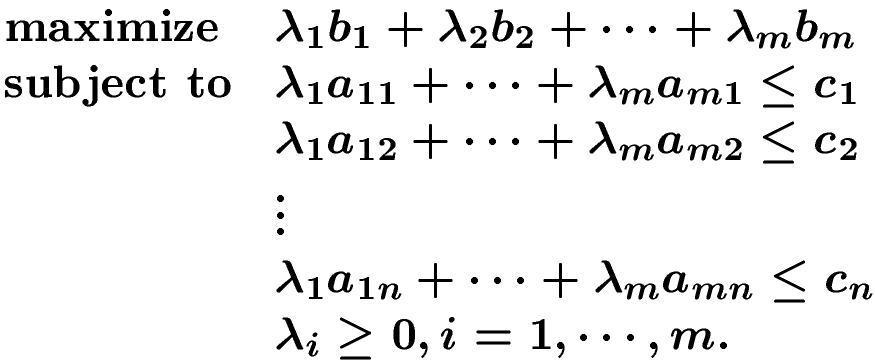 maximize λ₁b₁ + λ₂b₂ + ··· + λₘbₘ
subject to λ₁a₁₁ + ··· + λₘaₘ₁ ≤ c₁
λ₁a₁₂ + ··· + λₘaₘ₂ ≤ c₂
⋮
λ₁a₁ₙ + ··· + λₘaₘₙ ≤ cₙ
λᵢ ≥ 0, i = 1, ··· , m.